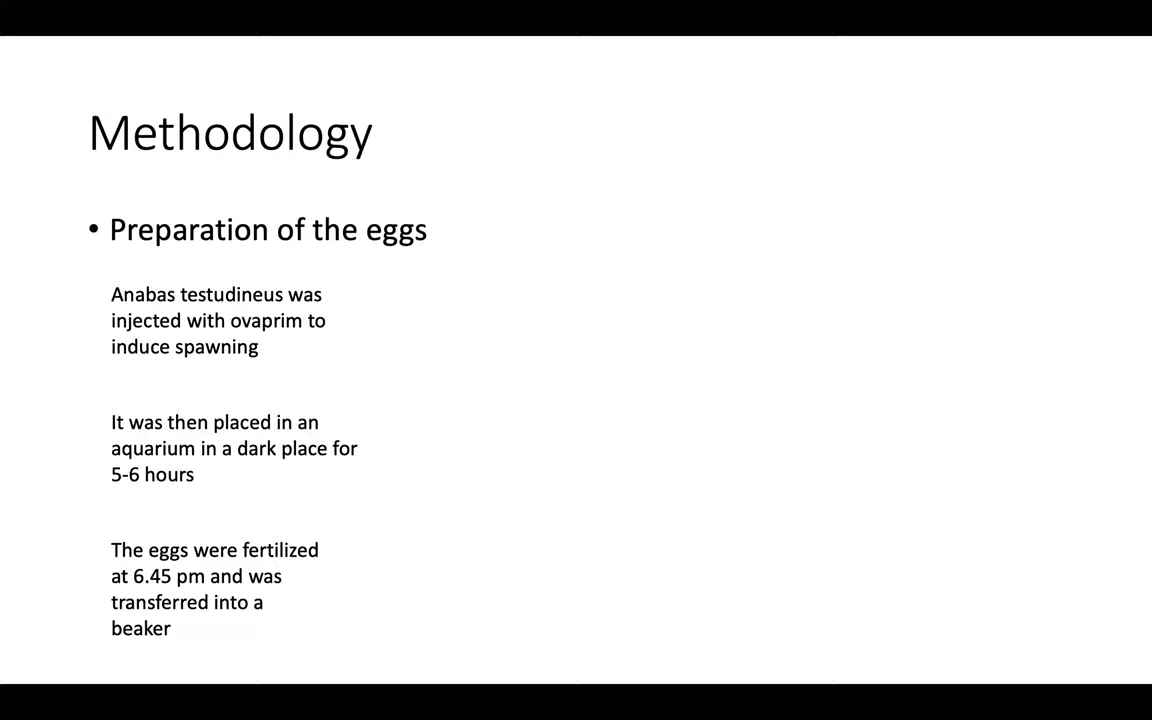 Methodology
• Preparation of the eggs
Anabas testudineus was
injected with ovaprim to
induce spawning
It was then placed in an
aquarium in a dark place for
5-6 hours
The eggs were fertilized
at 6.45 pm and was
transferred into a
beaker